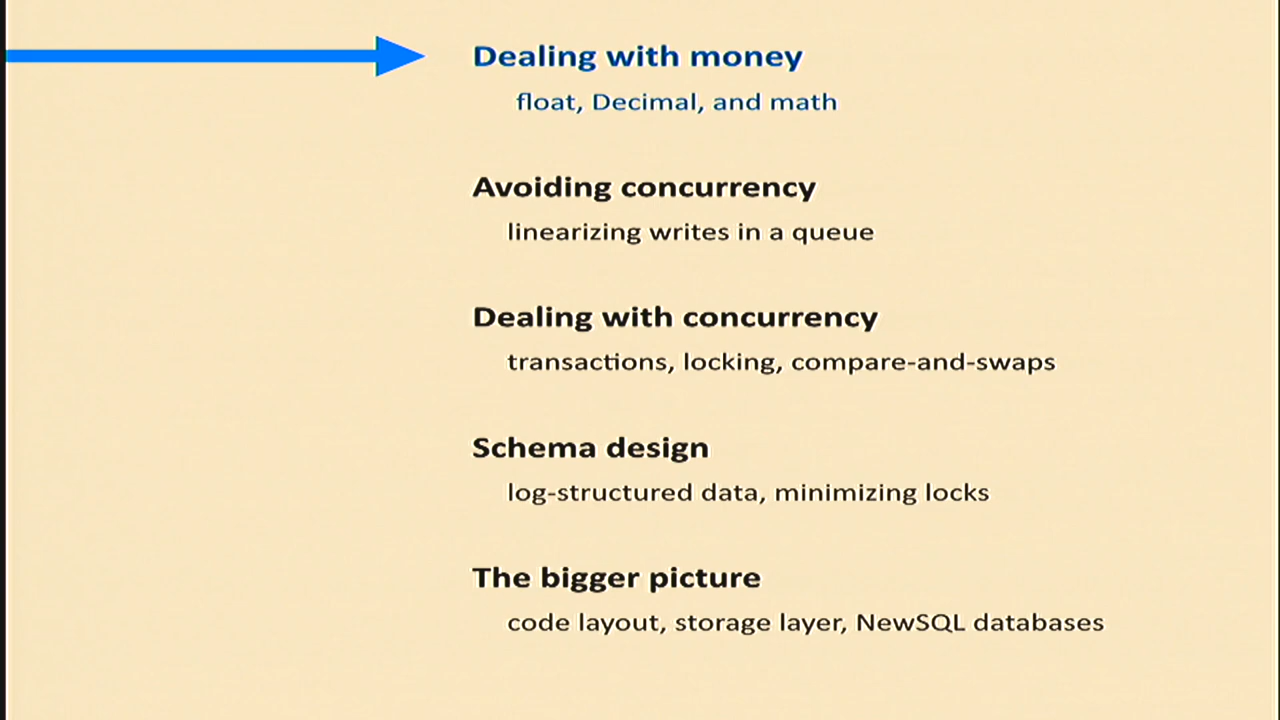 Dealing with money
float, Decimal, and math
Avoiding concurrency
linearizing writes in a queue
Dealing with concurrency
transactions, locking, compare-and-swaps
Schema design
log-structured data, minimizing locks
The bigger picture
code layout, storage layer, NewSQL databases